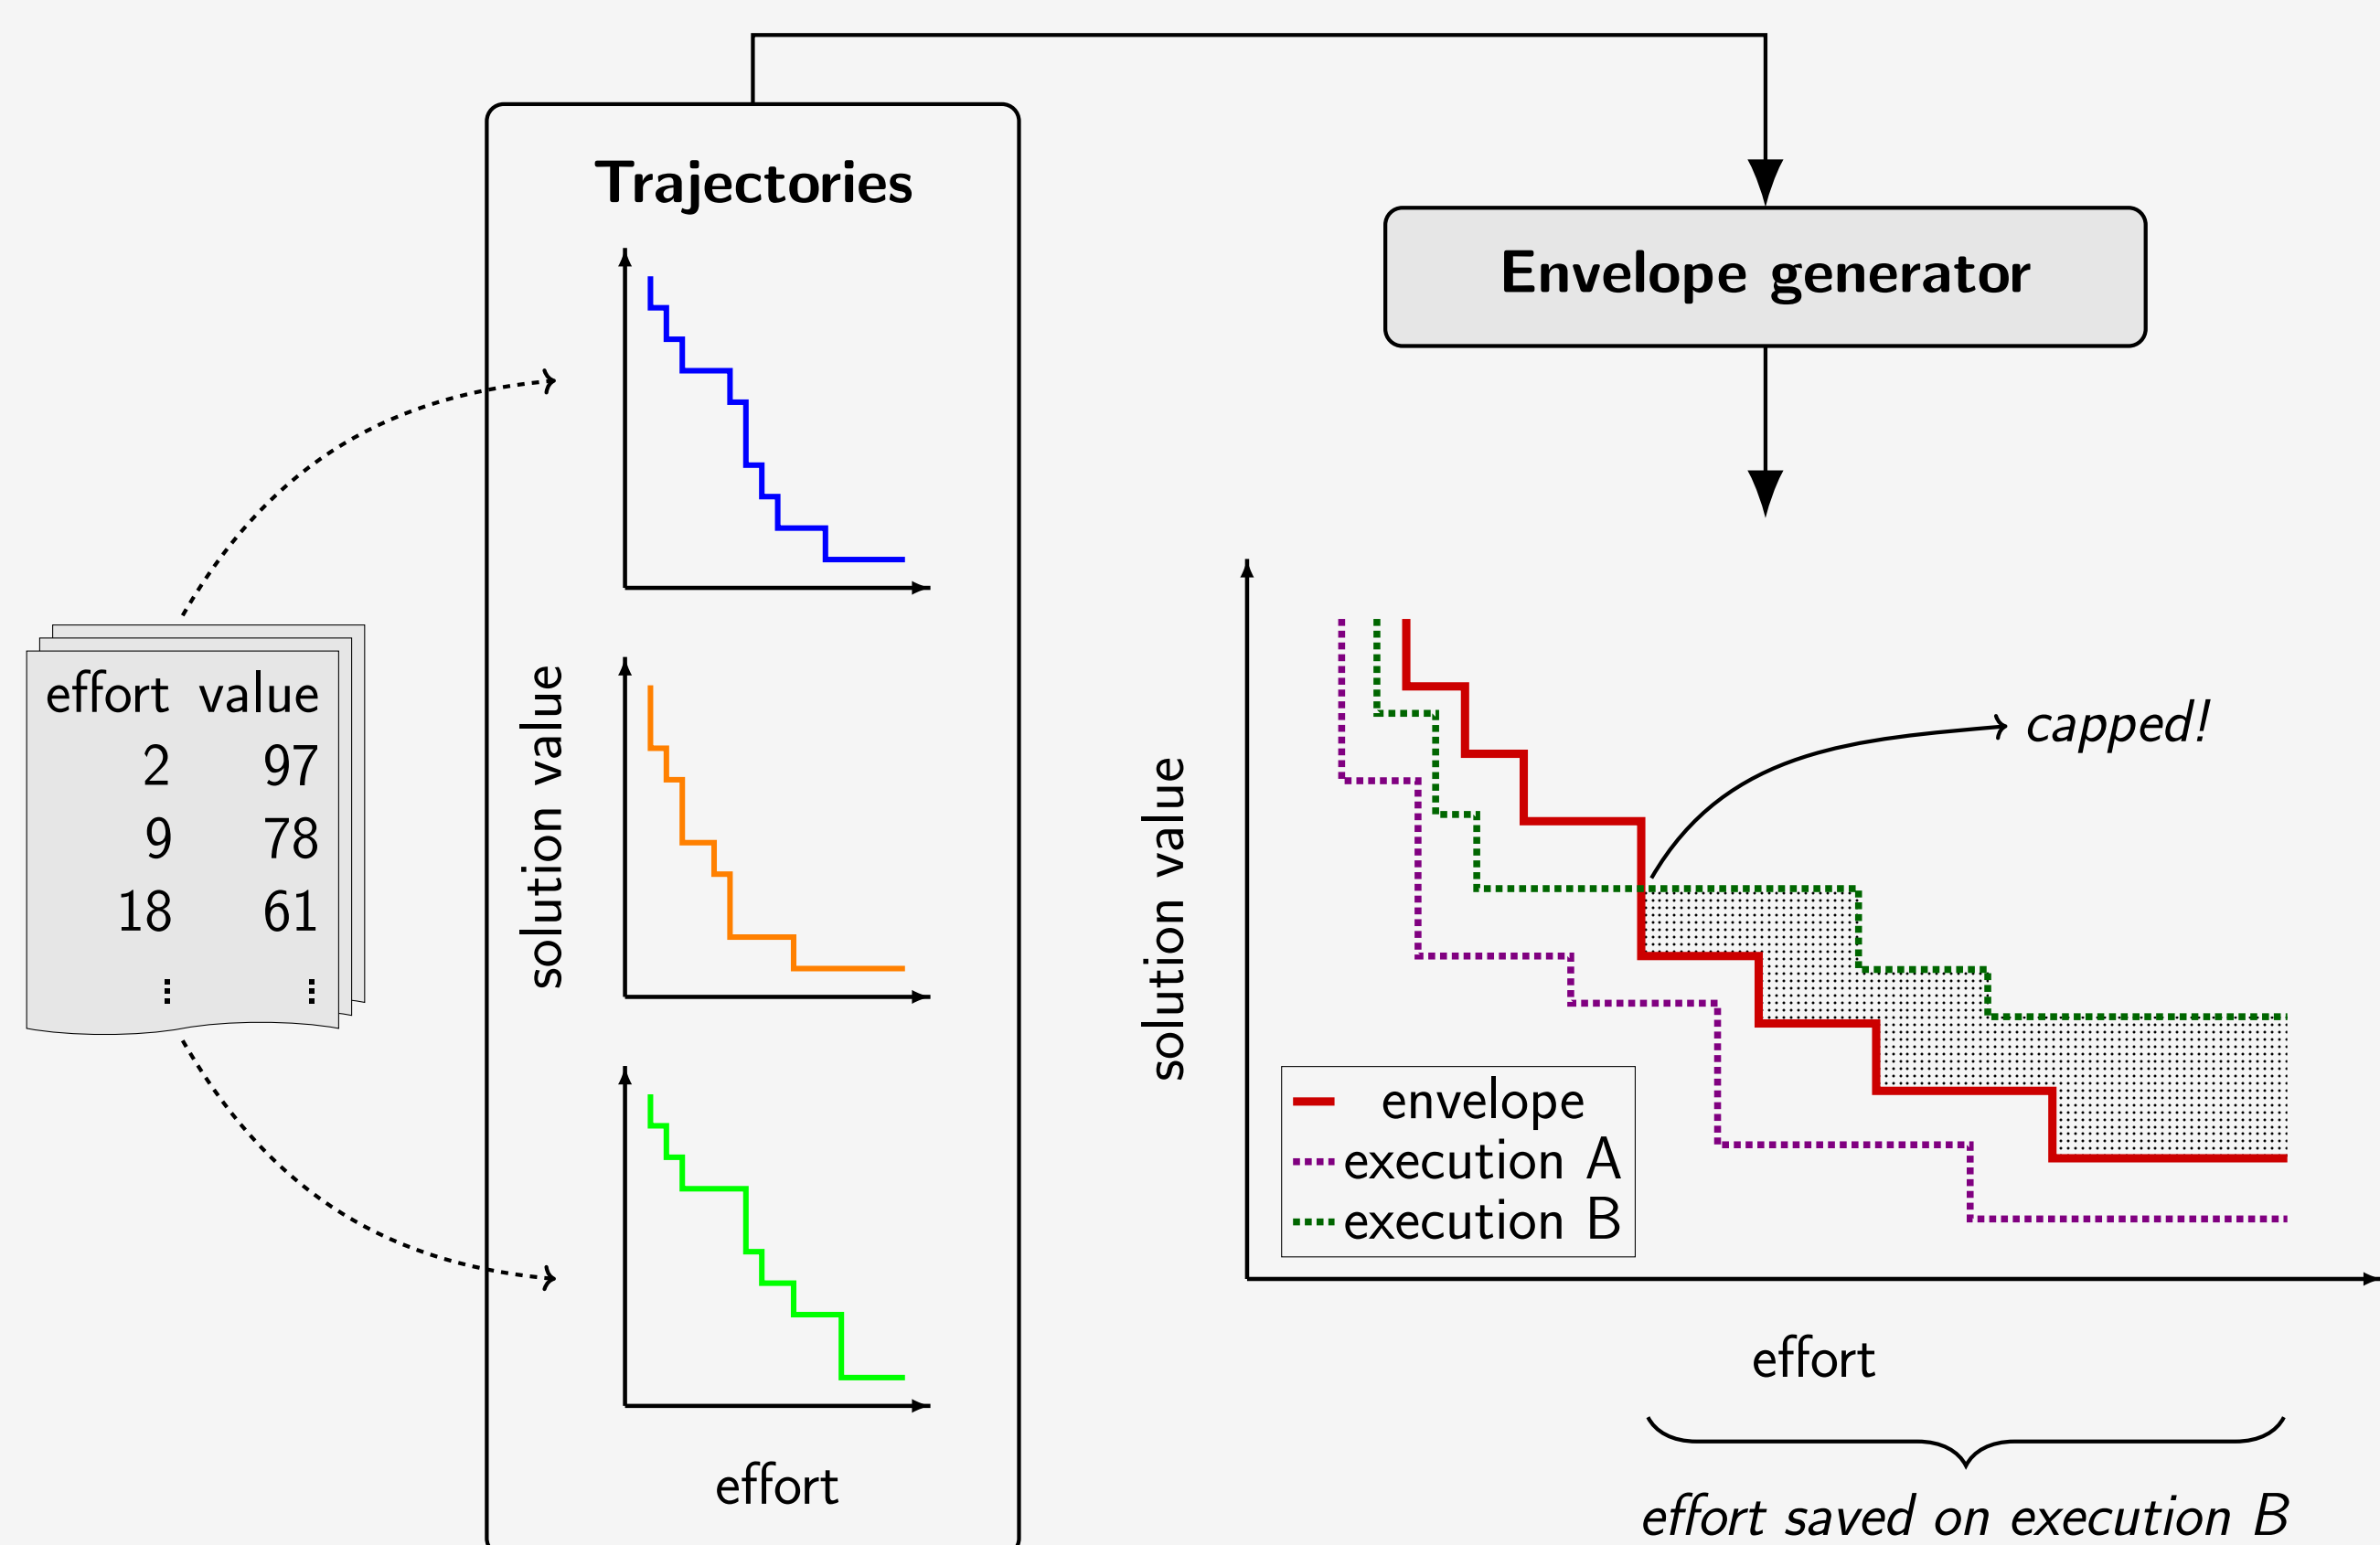 Trajectories
Envelope generator
effort value
2 97
9 78
18 61
⋮ ⋮
solution value
effort
solution value
capped!
envelope
execution A
execution B
effort
effort saved on execution B